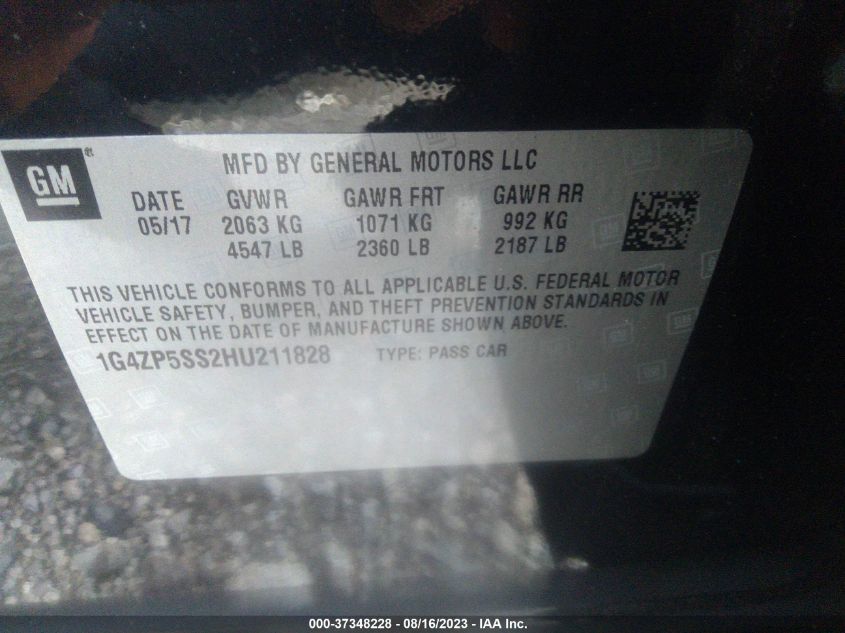 GM®
MFD BY GENERAL MOTORS LLC
DATE GVWR GAWR FRT GAWR RR
05/17 2063 KG 1071 KG 992 KG
4547 LB 2360 LB 2187 LB
THIS VEHICLE CONFORMS TO ALL APPLICABLE U.S. FEDERAL MOTOR
VEHICLE SAFETY, BUMPER, AND THEFT PREVENTION STANDARDS IN
EFFECT ON THE DATE OF MANUFACTURE SHOWN ABOVE.
1G4ZP5SS2HU211828 TYPE: PASS CAR
000-37348228 - 08/16/2023 - IAA Inc.